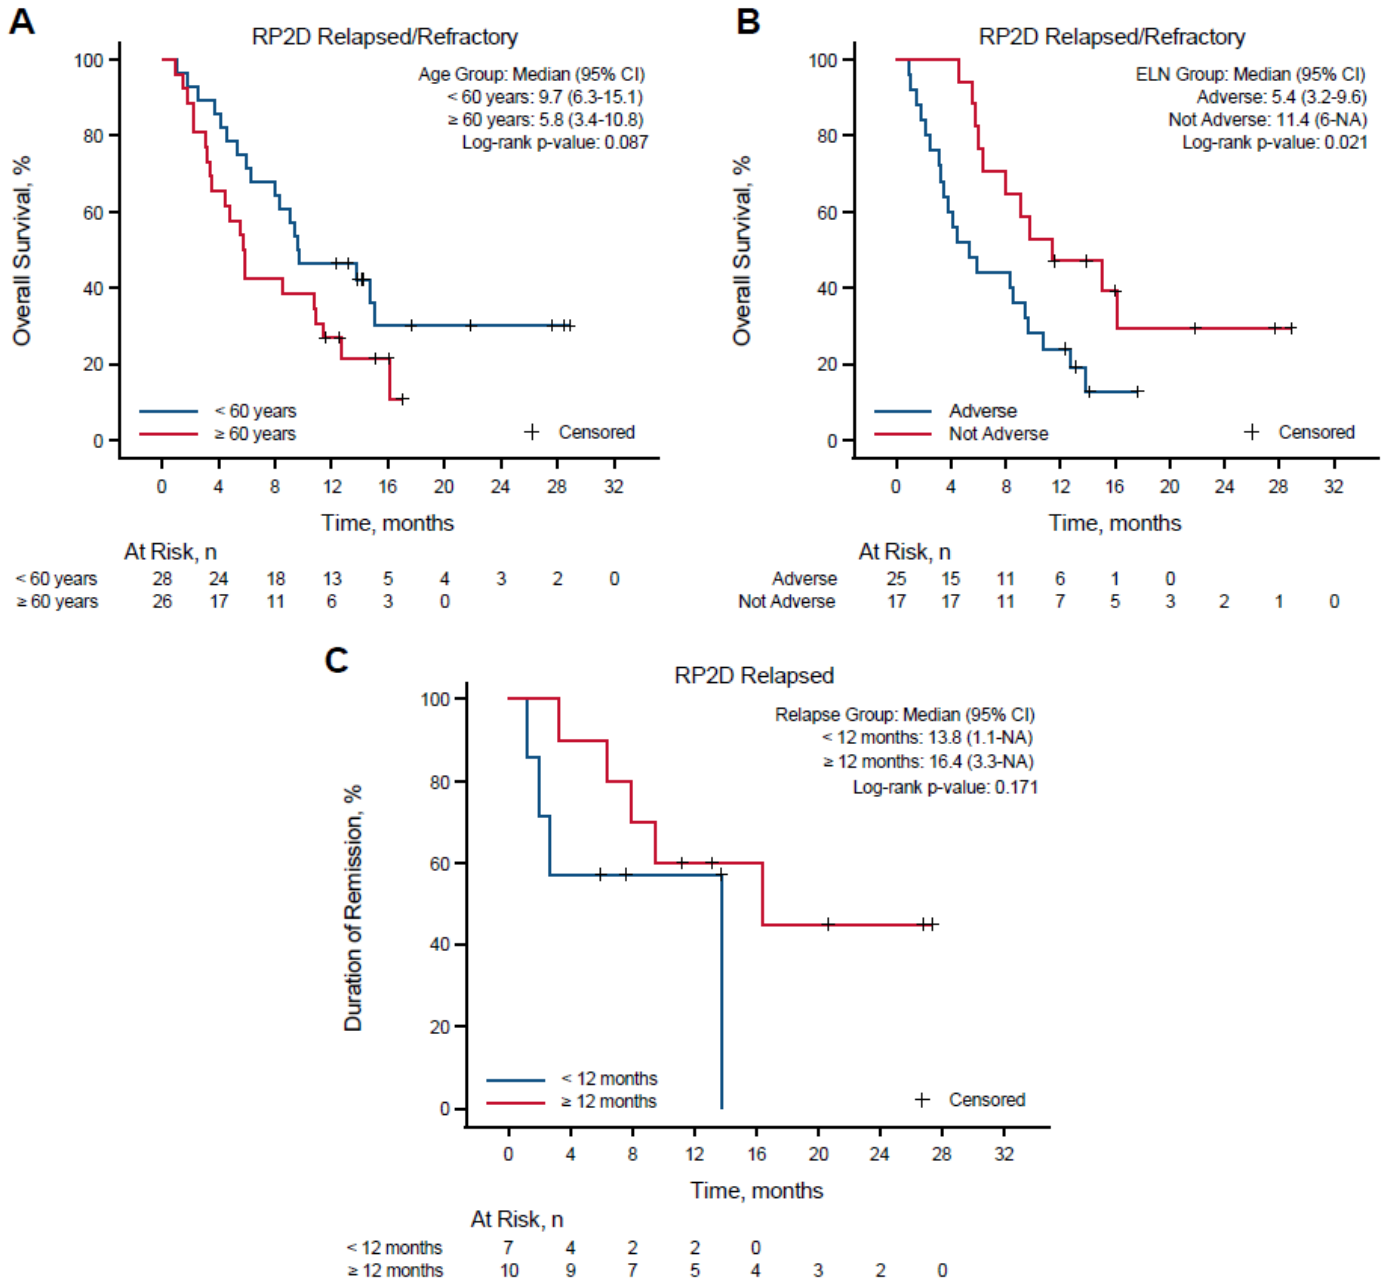 A
RP2D Relapsed/Refractory
Age Group: Median (95% CI)
< 60 years: 9.7 (6.3-15.1)
≥ 60 years: 5.8 (3.4-10.8)
Log-rank p-value: 0.087
Overall Survival, %
100
80
60
40
20
0
< 60 years
≥ 60 years
Censored
0 4 8 12 16 20 24 28 32
Time, months
At Risk, n
< 60 years 28 24 18 13 5 4 3 2 0
≥ 60 years 26 17 11 6 3 0
B
RP2D Relapsed/Refractory
ELN Group: Median (95% CI)
Adverse: 5.4 (3.2-9.6)
Not Adverse: 11.4 (6-NA)
Log-rank p-value: 0.021
Overall Survival, %
100
80
60
40
20
0
Adverse
Not Adverse
Censored
0 4 8 12 16 20 24 28 32
Time, months
At Risk, n
Adverse 25 15 11 6 1 0
Not Adverse 17 17 11 7 5 3 2 1 0
C
RP2D Relapsed
Relapse Group: Median (95% CI)
< 12 months: 13.8 (1.1-NA)
≥ 12 months: 16.4 (3.3-NA)
Log-rank p-value: 0.171
Duration of Remission, %
100
80
60
40
20
0
< 12 months
≥ 12 months
Censored
0 4 8 12 16 20 24 28 32
Time, months
At Risk, n
< 12 months 7 4 2 2 0
≥ 12 months 10 9 7 5 4 3 2 0